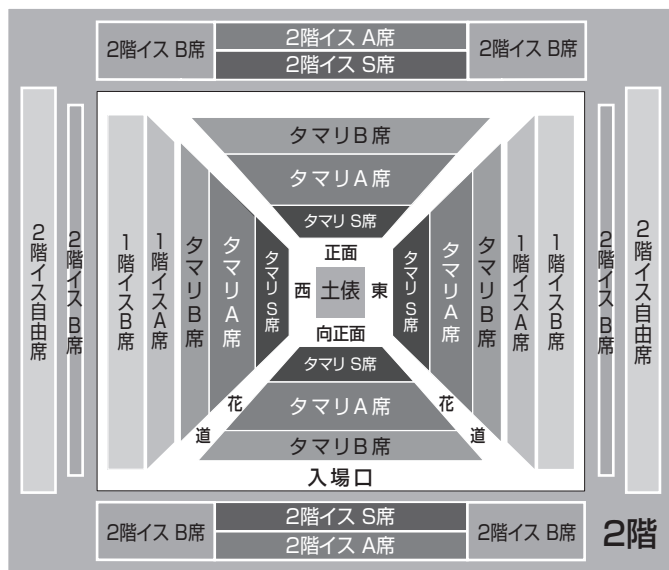 2階イス B席
2階イス A席
2階イス S席
2階イス B席
2階イス自由席
2階イス B席
1階イスB席
1階イスA席
タマリB席
タマリA席
タマリ S席
タマリB席
タマリA席
タマリ S席
正面
西
土俵
東
向正面
タマリ S席
タマリA席
タマリB席
タマリ S席
タマリA席
タマリB席
1階イスA席
1階イスB席
2階イス B席
2階イス自由席
花道
花道
入場口
2階イス B席
2階イス S席
2階イス A席
2階イス B席
2階